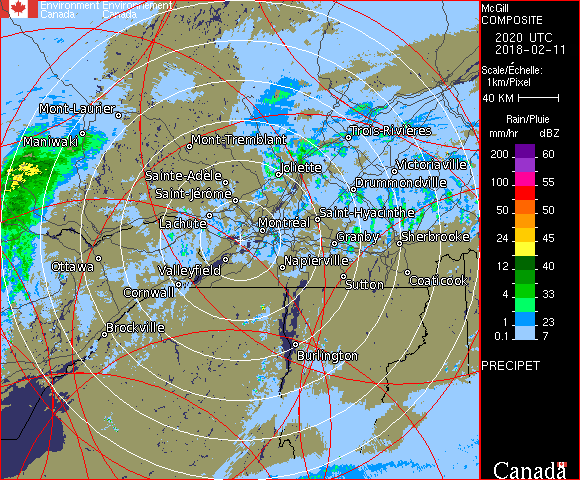 Environment Environnement
Canada Canada
McGill
COMPOSITE
2020 UTC
2018-02-11
Scale/Échelle:
1km/Pixel
40 KM
Rain/Pluie
mm/hr dBZ
200 60
100 55
50 50
24 45
12 40
4 33
1 23
0.1 7
PRECIPET
Canada
Mont-Laurier
Maniwaki
Mont-Tremblant
Trois-Rivières
Joliette
Victoriaville
Sainte-Adèle
Drummondville
Saint-Jérôme
Saint-Hyacinthe
Lachute
Montréal
Granby
Sherbrooke
Ottawa
Valleyfield
Napierville
Cornwall
Sutton
Coaticook
Brockville
Burlington